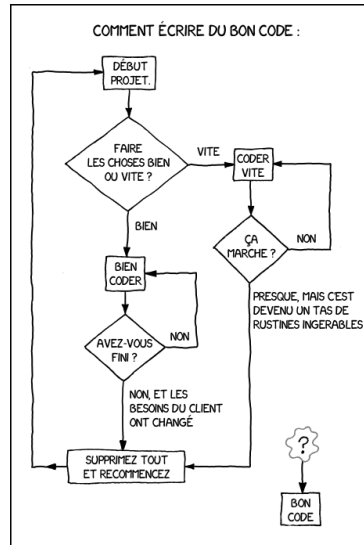 COMMENT ÉCRIRE DU BON CODE :
DÉBUT
PROJET.
FAIRE
LES CHOSES BIEN
OU VITE ?
VITE
CODER
VITE
BIEN
ÇA
MARCHE ?
NON
BIEN
CODER
PRESQUE, MAIS C'EST
DEVENU UN TAS DE
RUSTINES INGERABLES
AVEZ-VOUS
FINI ?
NON
NON, ET LES
BESOINS DU CLIENT
ONT CHANGÉ
SUPPRIMEZ TOUT
ET RECOMMENCEZ
?
BON
CODE